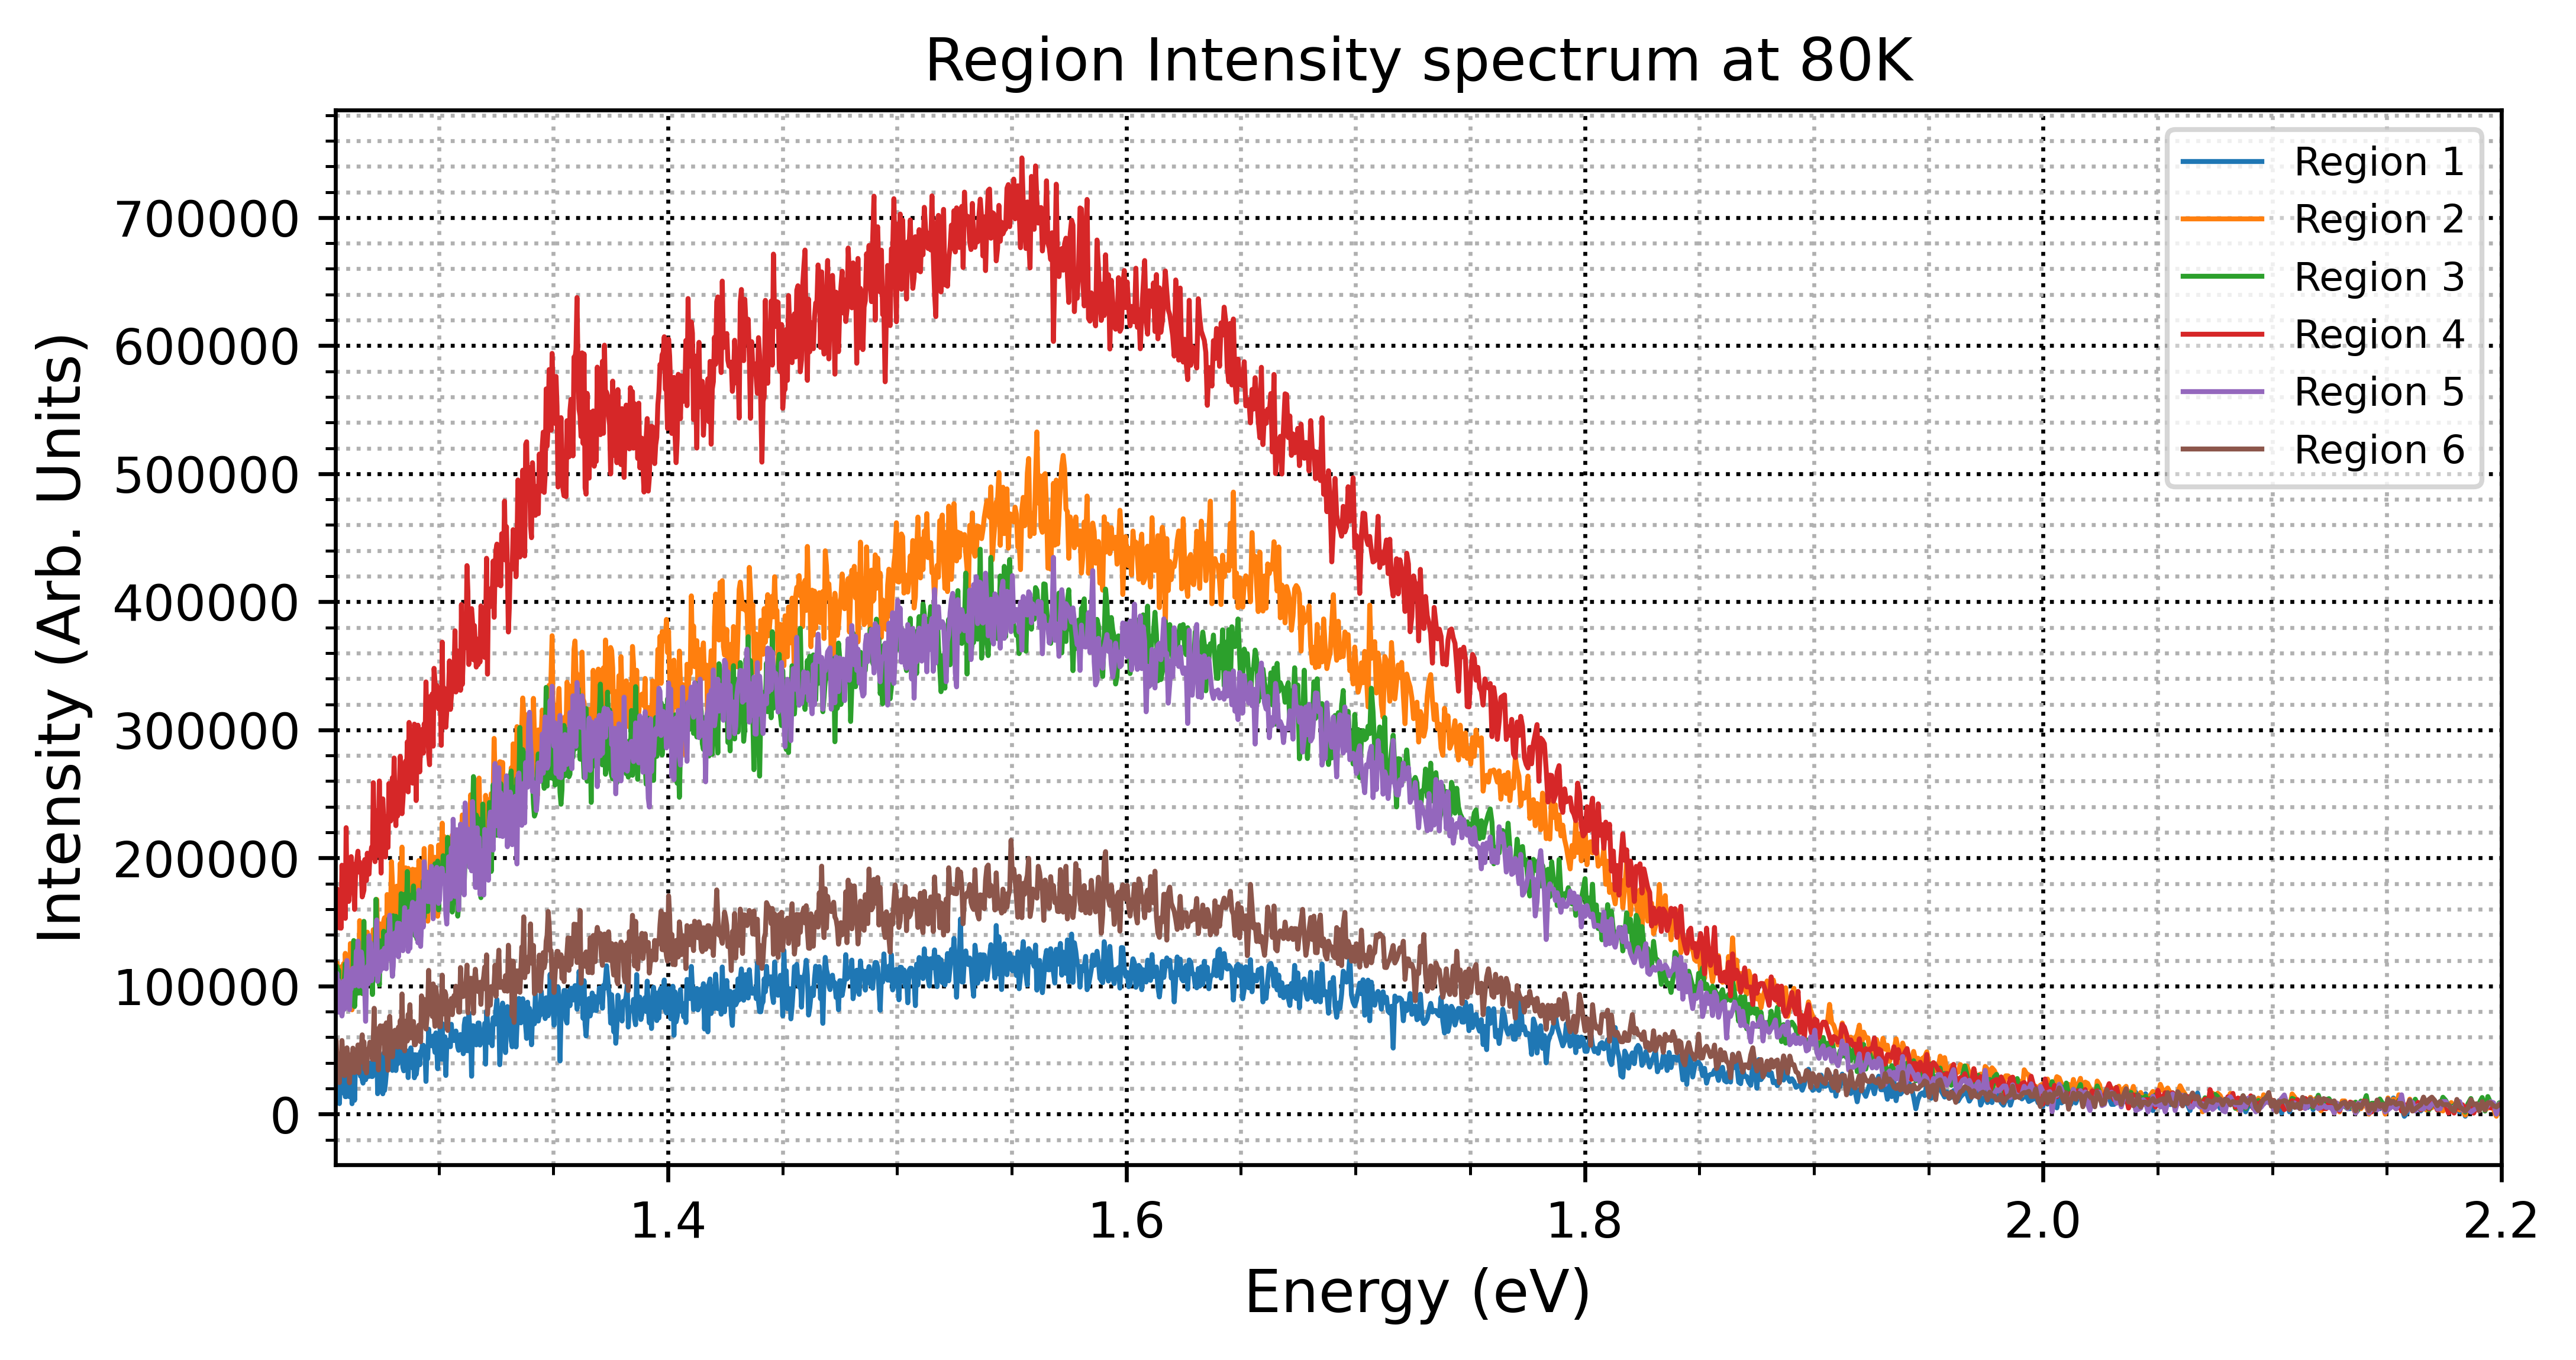 Region Intensity spectrum at 80K
Intensity (Arb. Units)
700000
600000
500000
400000
300000
200000
100000
0
1.4
1.6
1.8
2.0
2.2
Energy (eV)
Region 1
Region 2
Region 3
Region 4
Region 5
Region 6